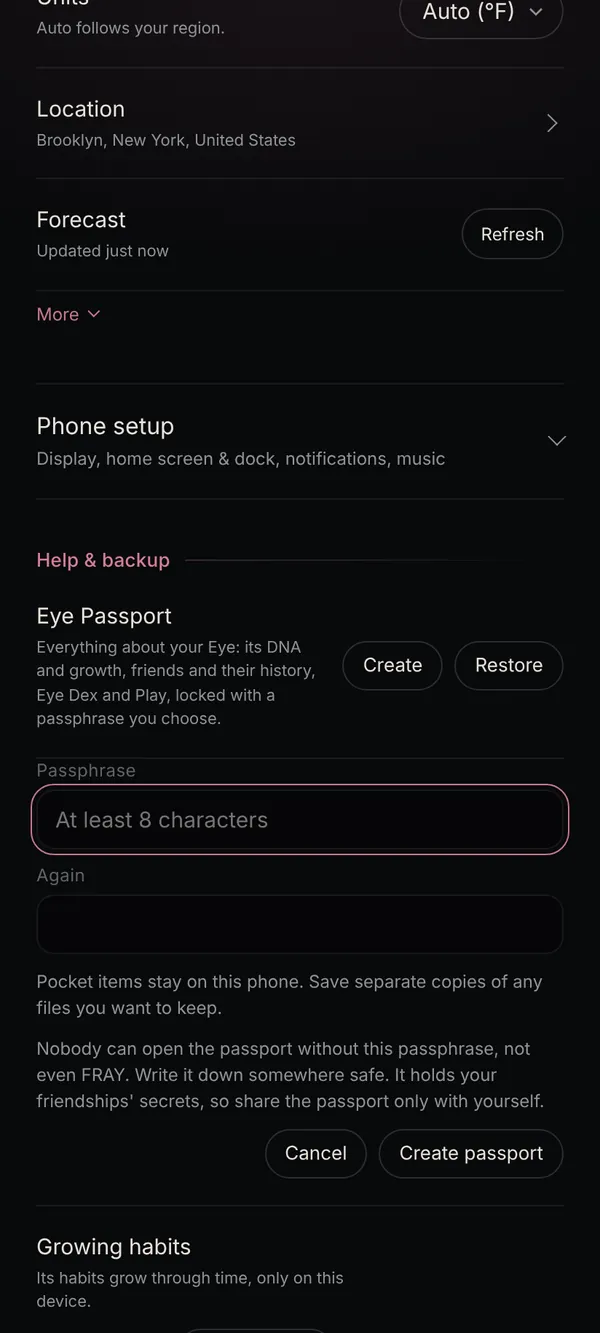 Units
Auto follows your region.
Auto (°F)
Location
Brooklyn, New York, United States
Forecast
Updated just now
Refresh
More
Phone setup
Display, home screen & dock, notifications, music
Help & backup
Eye Passport
Everything about your Eye: its DNA
and growth, friends and their history,
Eye Dex and Play, locked with a
passphrase you choose.
Create
Restore
Passphrase
At least 8 characters
Again
Pocket items stay on this phone. Save separate copies of any
files you want to keep.
Nobody can open the passport without this passphrase, not
even FRAY. Write it down somewhere safe. It holds your
friendships' secrets, so share the passport only with yourself.
Cancel
Create passport
Growing habits
Its habits grow through time, only on this
device.